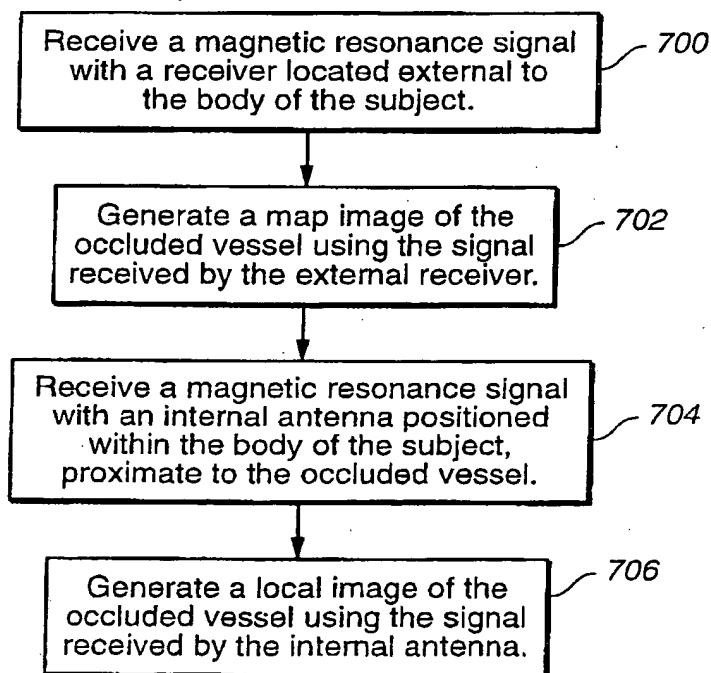 Receive a magnetic resonance signal
with a receiver located external to
the body of the subject.
700
Generate a map image of the
occluded vessel using the signal
received by the external receiver.
702
Receive a magnetic resonance signal
with an internal antenna positioned
within the body of the subject,
proximate to the occluded vessel.
704
Generate a local image of the
occluded vessel using the signal
received by the internal antenna.
706